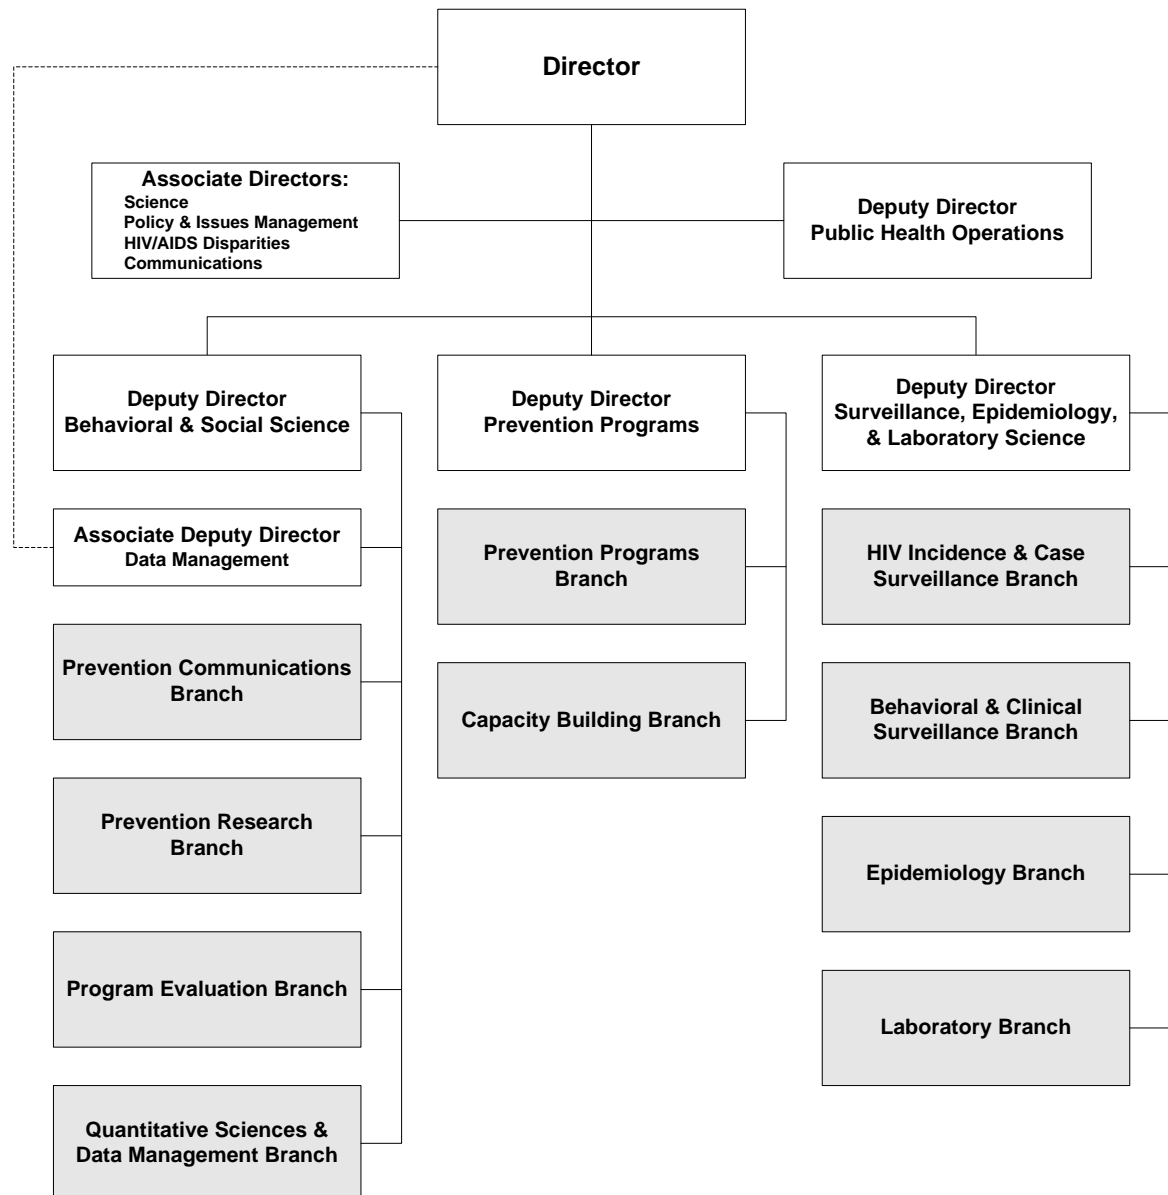 Director
Associate Directors:
Science
Policy & Issues Management
HIV/AIDS Disparities
Communications
Deputy Director
Public Health Operations
Deputy Director
Behavioral & Social Science
Deputy Director
Prevention Programs
Deputy Director
Surveillance, Epidemiology,
& Laboratory Science
Associate Deputy Director
Data Management
Prevention Programs
Branch
HIV Incidence & Case
Surveillance Branch
Prevention Communications
Branch
Capacity Building Branch
Behavioral & Clinical
Surveillance Branch
Prevention Research
Branch
Epidemiology Branch
Program Evaluation Branch
Laboratory Branch
Quantitative Sciences &
Data Management Branch